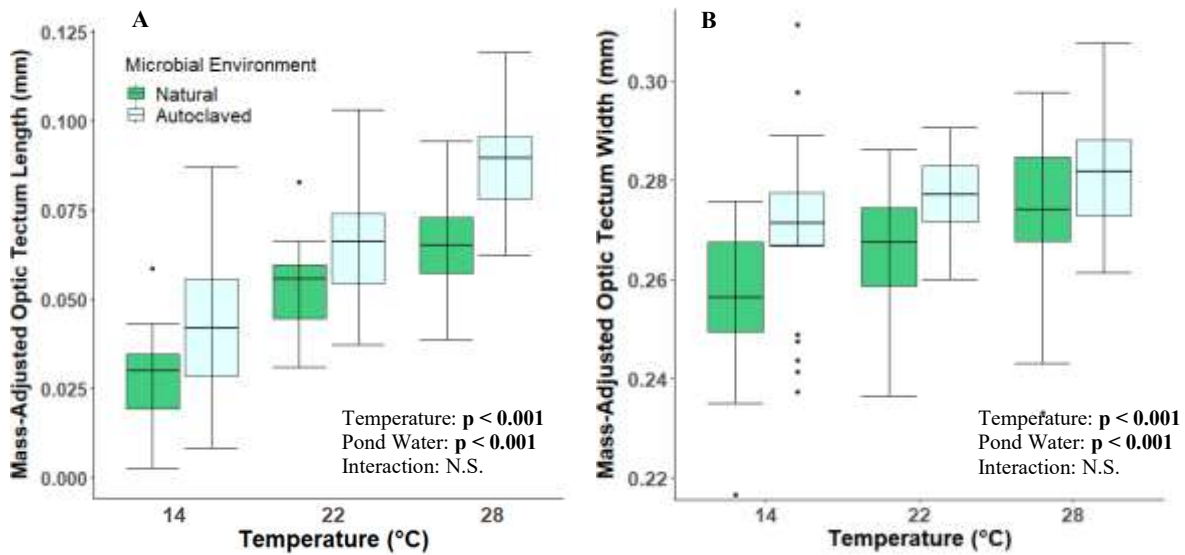 A
Mass-Adjusted Optic Tectum Length (mm)
0.125
0.100
0.075
0.050
0.025
0.000
Microbial Environment
Natural
Autoclaved
Temperature: p < 0.001
Pond Water: p < 0.001
Interaction: N.S.
14
22
28
Temperature (°C)
B
Mass-Adjusted Optic Tectum Width (mm)
0.30
0.28
0.26
0.24
0.22
Temperature: p < 0.001
Pond Water: p < 0.001
Interaction: N.S.
14
22
28
Temperature (°C)